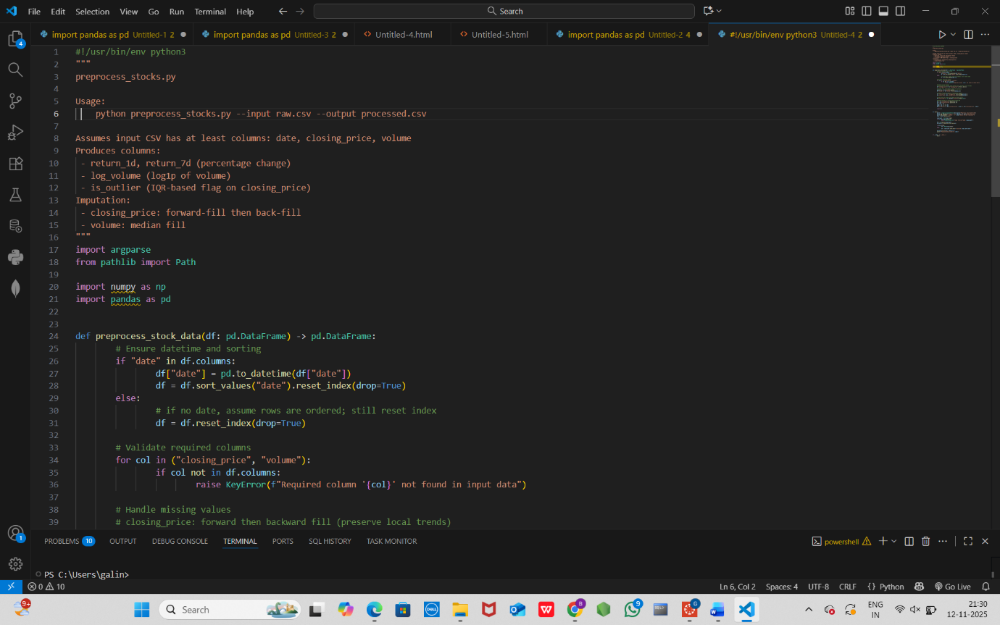 File Edit Selection View Go Run Terminal Help Search
import pandas as pd Untitled-1 2 import pandas as pd Untitled-3 2 Untitled-4.html Untitled-5.html import pandas as pd Untitled-2 4 #!/usr/bin/env python3 Untitled-4 2
4
1 #!/usr/bin/env python3
2 """
3 preprocess_stocks.py
4
5 Usage:
6 python preprocess_stocks.py --input raw.csv --output processed.csv
7
8 Assumes input CSV has at least columns: date, closing_price, volume
9 Produces columns:
10 - return_1d, return_7d (percentage change)
11 - log_volume (log1p of volume)
12 - is_outlier (IQR-based flag on closing_price)
13 Imputation:
14 - closing_price: forward-fill then back-fill
15 - volume: median fill
16 """
17 import argparse
18 from pathlib import Path
19
20 import numpy as np
21 import pandas as pd
22
23
24 def preprocess_stock_data(df: pd.DataFrame) -> pd.DataFrame:
25 # Ensure datetime and sorting
26 if "date" in df.columns:
27 df["date"] = pd.to_datetime(df["date"])
28 df = df.sort_values("date").reset_index(drop=True)
29 else:
30 # if no date, assume rows are ordered; still reset index
31 df = df.reset_index(drop=True)
32
33 # Validate required columns
34 for col in ("closing_price", "volume"):
35 if col not in df.columns:
36 raise KeyError(f"Required column '{col}' not found in input data")
37
38 # Handle missing values
39 # closing_price: forward then backward fill (preserve local trends)
1
PROBLEMS 10 OUTPUT DEBUG CONSOLE TERMINAL PORTS SQL HISTORY TASK MONITOR powershell
PS C:\Users\galin>
0 10 Ln 6, Col 2 Spaces: 4 UTF-8 CRLF {} Python Go Live
9+ Search DELL W B 9 G W ENG 21:30
IN 12-11-2025